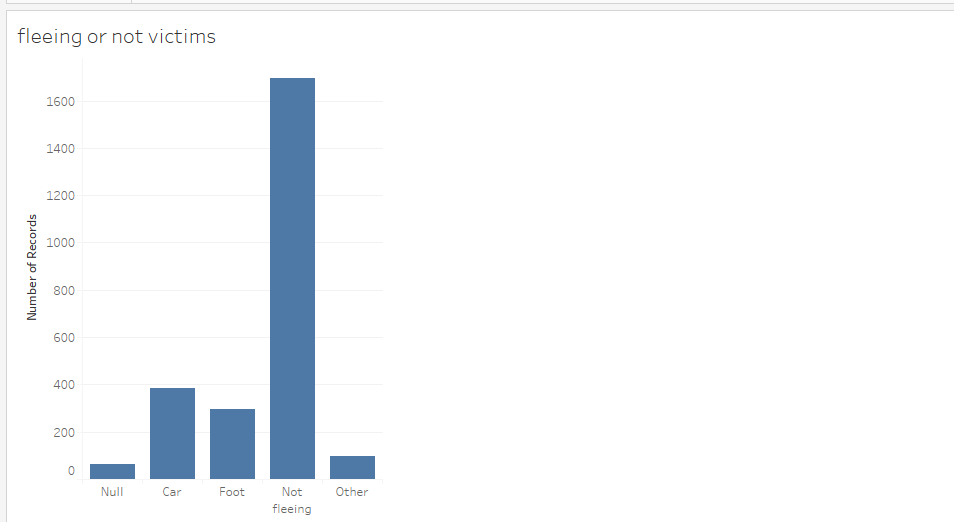 fleeing or not victims
Number of Records
1600
1400
1200
1000
800
600
400
200
0
Null
Car
Foot
Not
fleeing
Other